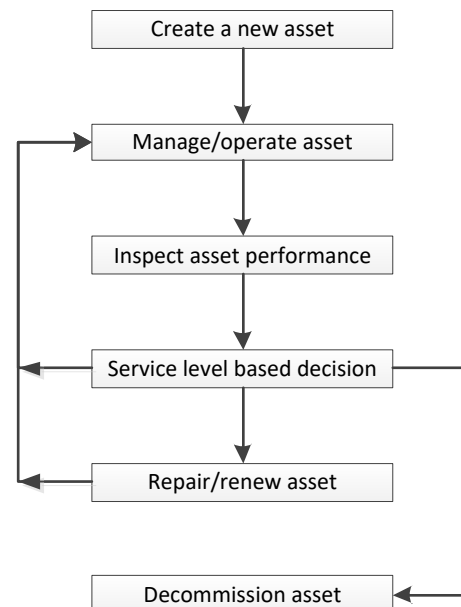 Create a new asset
Manage/operate asset
Inspect asset performance
Service level based decision
Repair/renew asset
Decommission asset